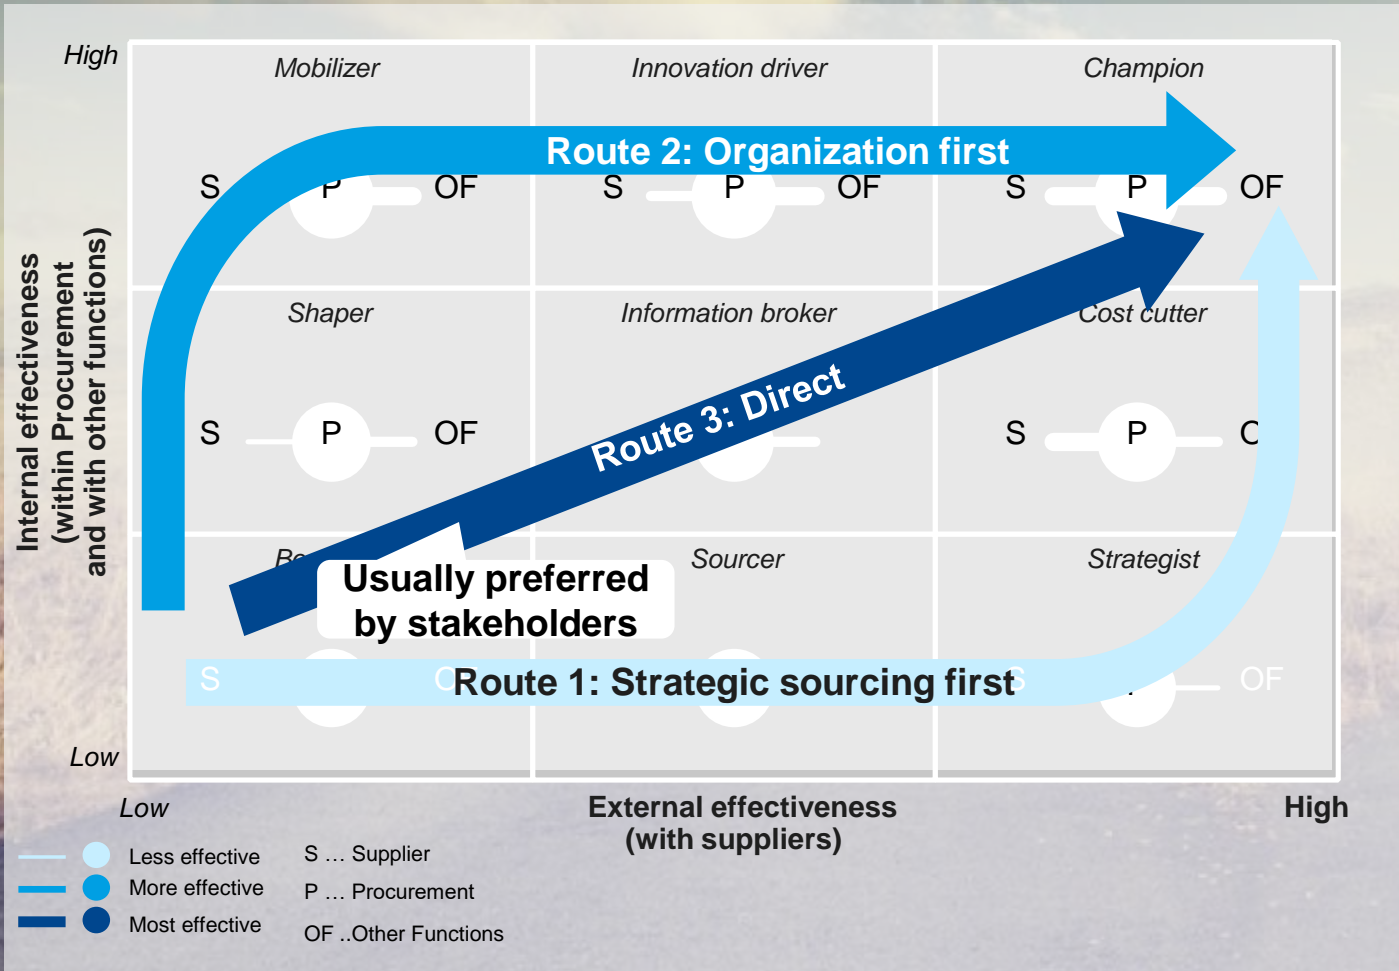 High
Mobilizer
Innovation driver
Champion
Route 2: Organization first
S P OF
S P OF
S P OF
Internal effectiveness
(within Procurement
and with other functions)
Shaper
Information broker
Cost cutter
Route 3: Direct
S P OF
S P
Sourcer
Strategist
Usually preferred
by stakeholders
S
Route 1: Strategic sourcing first
S
OF
Low
Low
External effectiveness
(with suppliers)
High
Less effective
More effective
Most effective
S … Supplier
P … Procurement
OF ..Other Functions